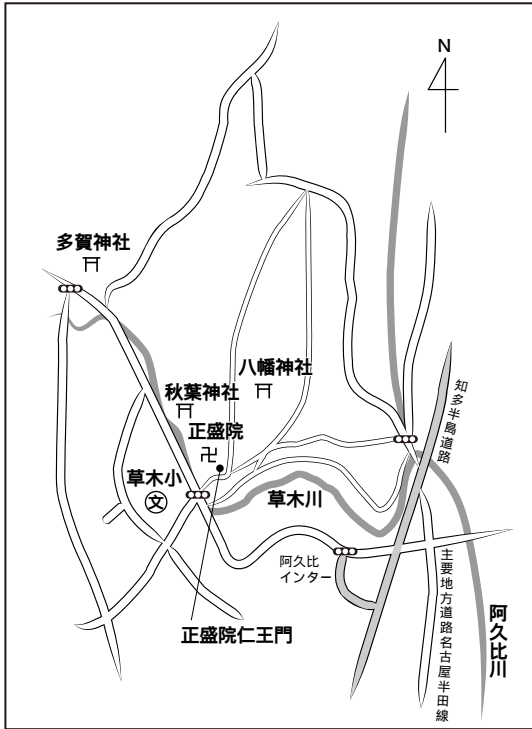 N
多賀神社
八幡神社
秋葉神社
正盛院
草木小
文
草木川
知多半島道路
阿久比
インター
正盛院仁王門
主要地方道路名古屋半田線
阿久比川